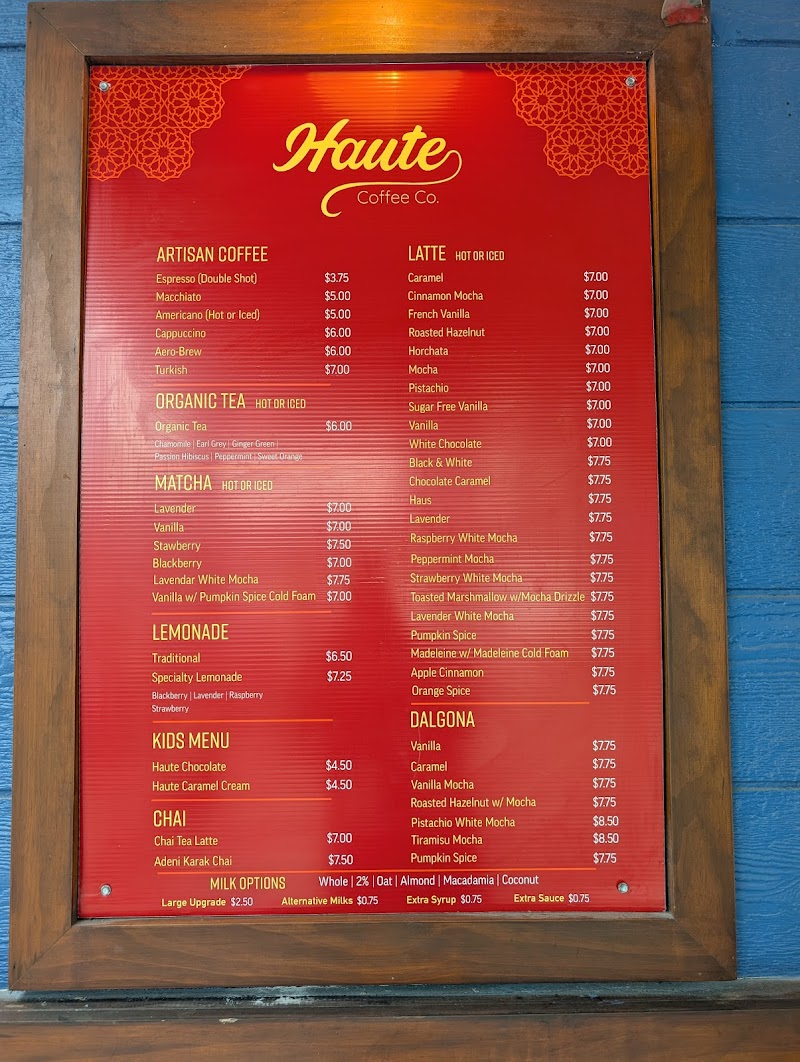 Haute
Coffee Co.
ARTISAN COFFEE
Espresso (Double Shot) $3.75
Macchiato $5.00
Americano (Hot or Iced) $5.00
Cappuccino $6.00
Aero-Brew $6.00
Turkish $7.00
ORGANIC TEA HOT OR ICED
Organic Tea $6.00
Chamomile | Earl Grey | Ginger Green |
Passion Hibiscus | Peppermint | Sweet Orange
MATCHA HOT OR ICED
Lavender $7.00
Vanilla $7.00
Stawberry $7.50
Blackberry $7.00
Lavendar White Mocha $7.75
Vanilla w/ Pumpkin Spice Cold Foam $7.00
LEMONADE
Traditional $6.50
Specialty Lemonade $7.25
Blackberry | Lavender | Raspberry
Strawberry
KIDS MENU
Haute Chocolate $4.50
Haute Caramel Cream $4.50
CHAI
Chai Tea Latte $7.00
Adeni Karak Chai $7.50
LATTE HOT OR ICED
Caramel $7.00
Cinnamon Mocha $7.00
French Vanilla $7.00
Roasted Hazelnut $7.00
Horchata $7.00
Mocha $7.00
Pistachio $7.00
Sugar Free Vanilla $7.00
Vanilla $7.00
White Chocolate $7.00
Black & White $7.75
Chocolate Caramel $7.75
Haus $7.75
Lavender $7.75
Raspberry White Mocha $7.75
Peppermint Mocha $7.75
Strawberry White Mocha $7.75
Toasted Marshmallow w/Mocha Drizzle $7.75
Lavender White Mocha $7.75
Pumpkin Spice $7.75
Madeleine w/ Madeleine Cold Foam $7.75
Apple Cinnamon $7.75
Orange Spice $7.75
DALGONA
Vanilla $7.75
Caramel $7.75
Vanilla Mocha $7.75
Roasted Hazelnut w/ Mocha $7.75
Pistachio White Mocha $8.50
Tiramisu Mocha $8.50
Pumpkin Spice $7.75
MILK OPTIONS Whole | 2% | Oat | Almond | Macadamia | Coconut
Large Upgrade $2.50 Alternative Milks $0.75 Extra Syrup $0.75 Extra Sauce $0.75